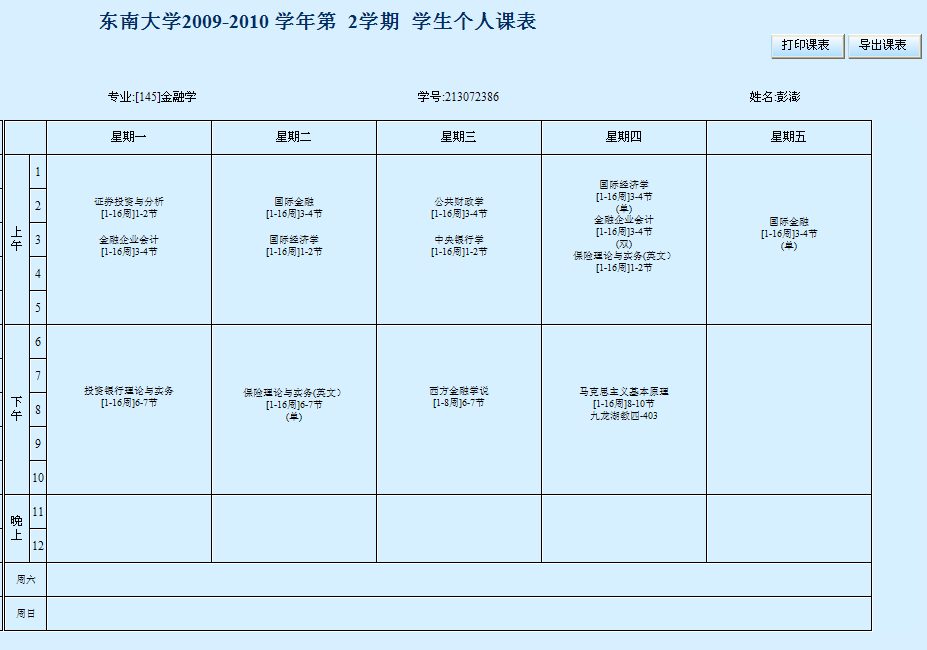 东南大学2009-2010 学年第 2学期 学生个人课表
打印课表 导出课表
专业:[145]金融学 学号:213072386 姓名:彭澎
星期一 星期二 星期三 星期四 星期五
上午
1
2
3
4
5
证券投资与分析
[1-16周]1-2节
金融企业会计
[1-16周]3-4节
国际金融
[1-16周]3-4节
国际经济学
[1-16周]1-2节
公共财政学
[1-16周]3-4节
中央银行学
[1-16周]1-2节
国际经济学
[1-16周]3-4节
(单)
金融企业会计
[1-16周]3-4节
(双)
保险理论与实务(英文）
[1-16周]1-2节
国际金融
[1-16周]3-4节
(单)
下午
6
7
8
9
10
投资银行理论与实务
[1-16周]6-7节
保险理论与实务(英文）
[1-16周]6-7节
(单)
西方金融学说
[1-8周]6-7节
马克思主义基本原理
[1-16周]8-10节
九龙湖教四-403
晚上
11
12
周六
周日